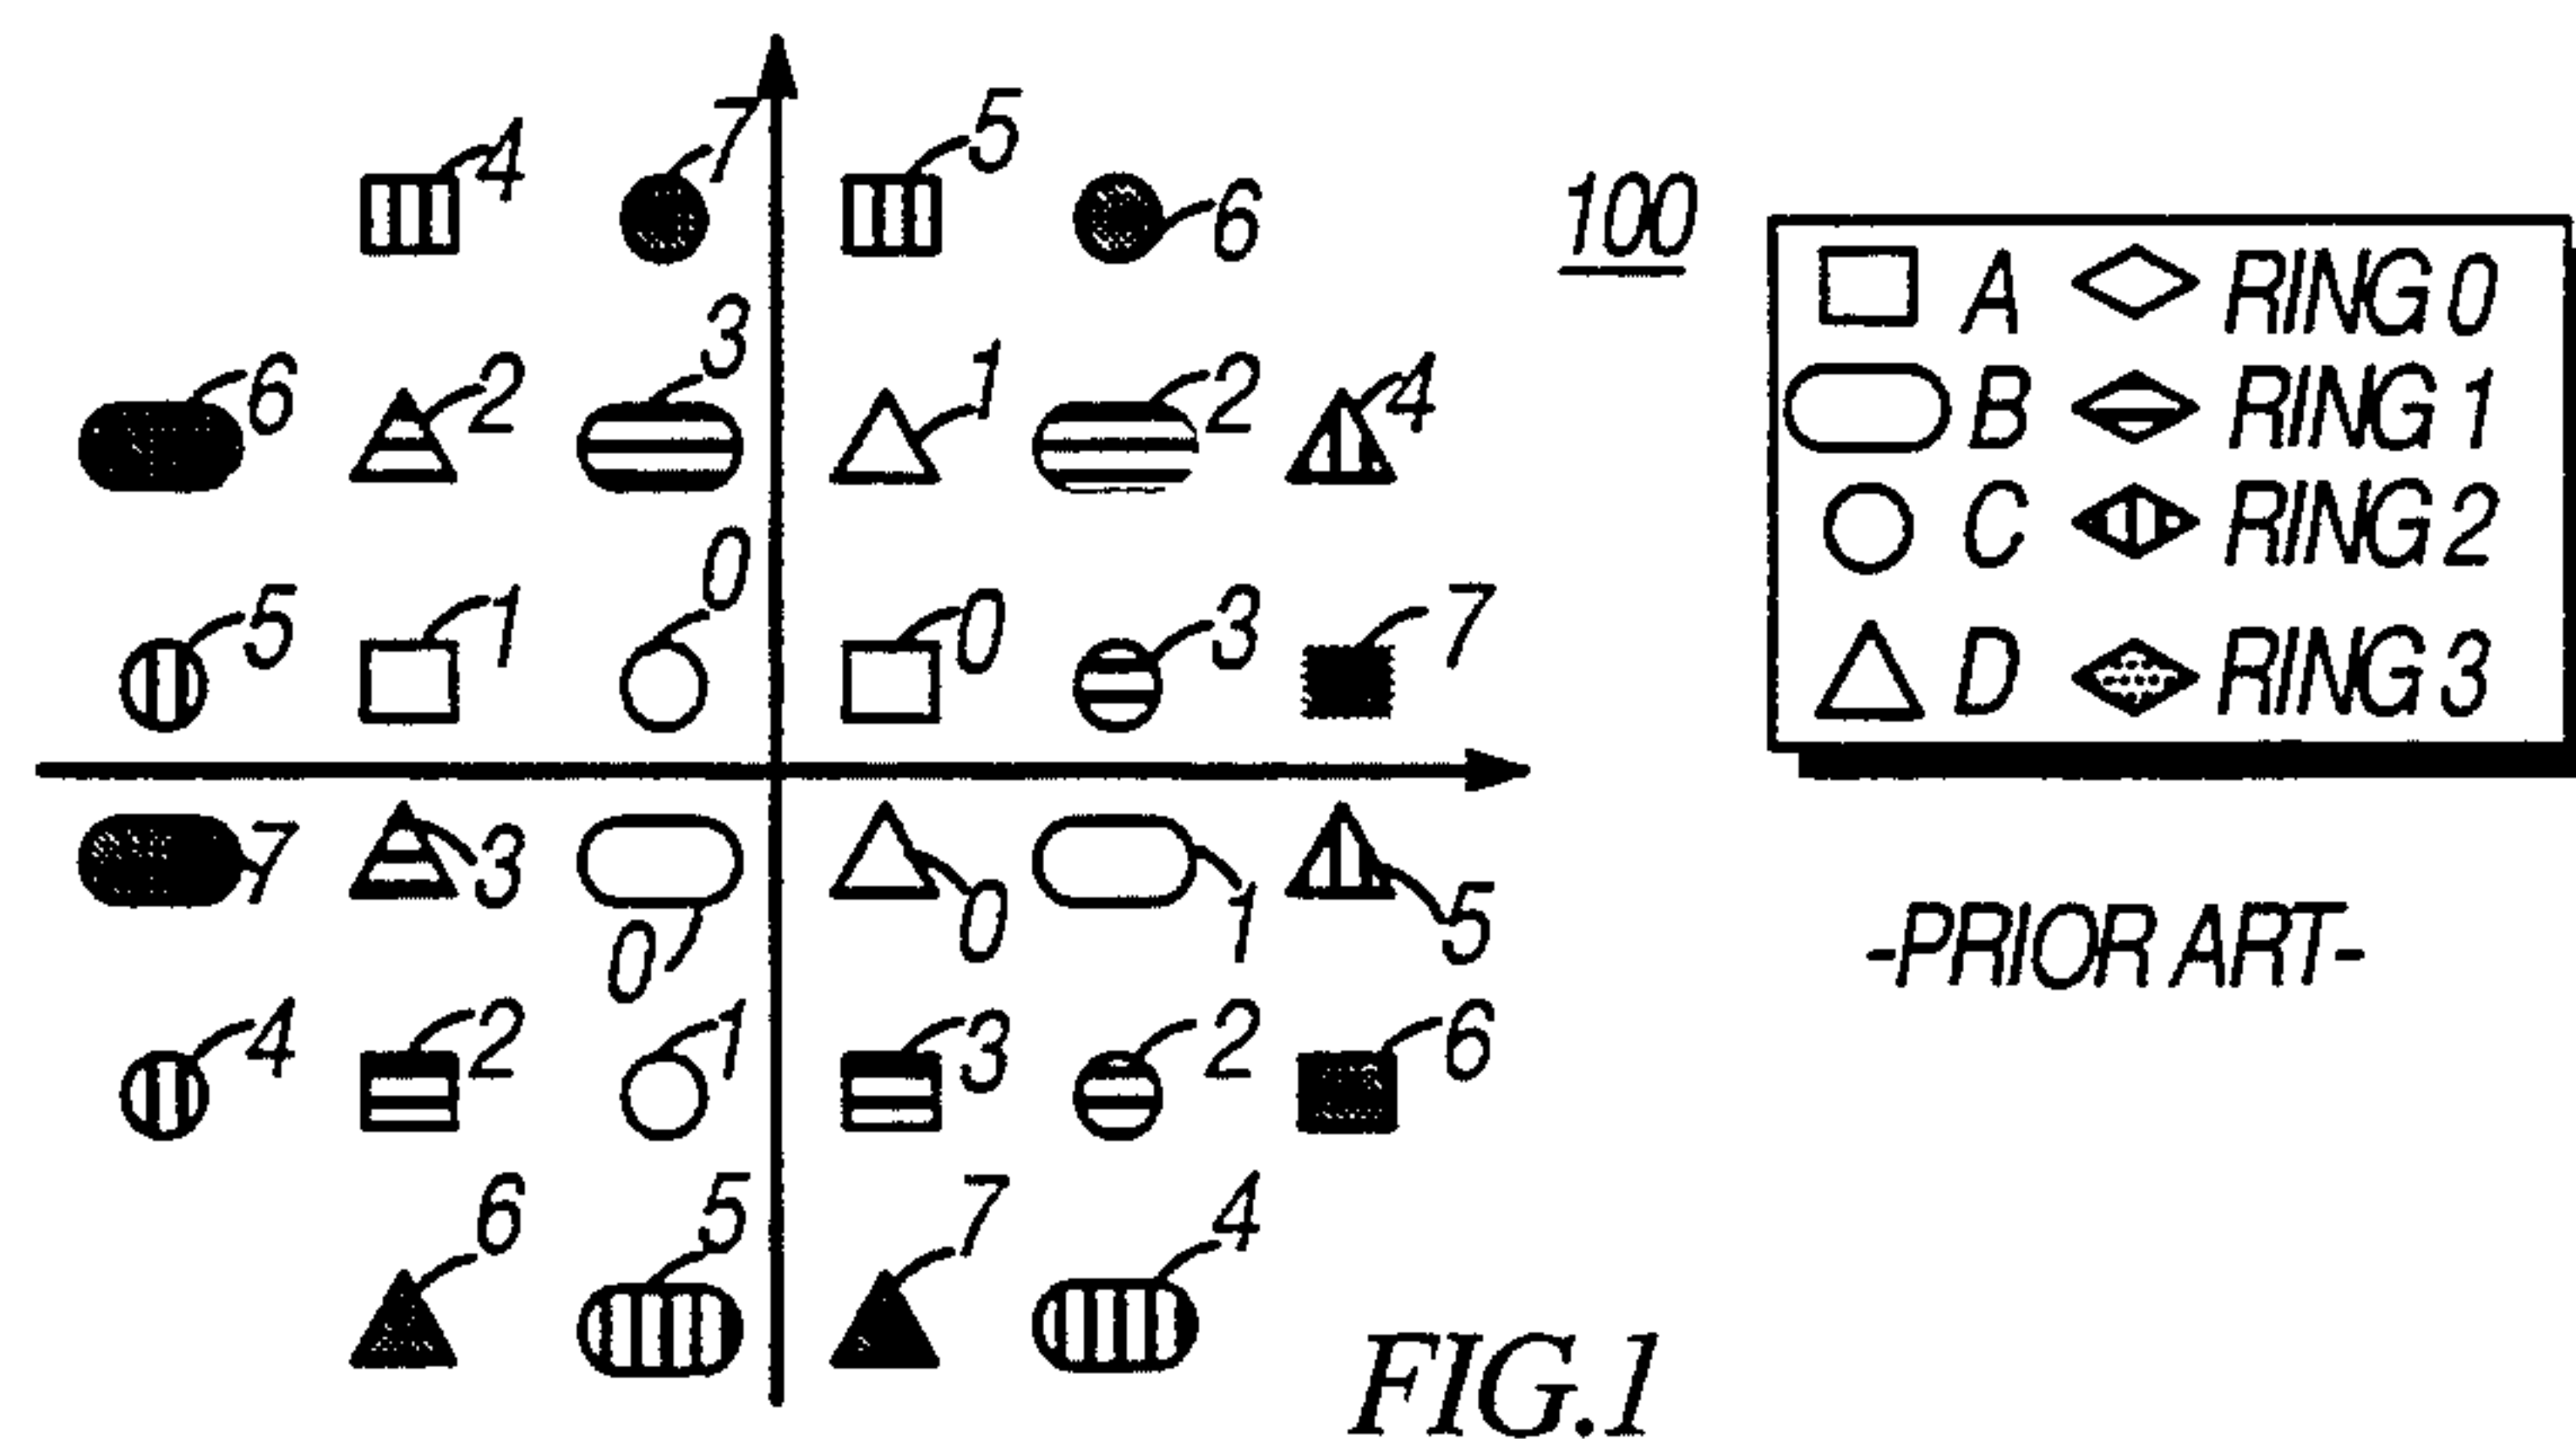 4 7 5 6
100
6 2 3 1 2 4
5 1 0 0 3 7
A RING 0
B RING 1
C RING 2
D RING 3
7 3 0 0 1 5
-PRIOR ART-
4 2 1 3 2 6
6 5 7 4
FIG.1